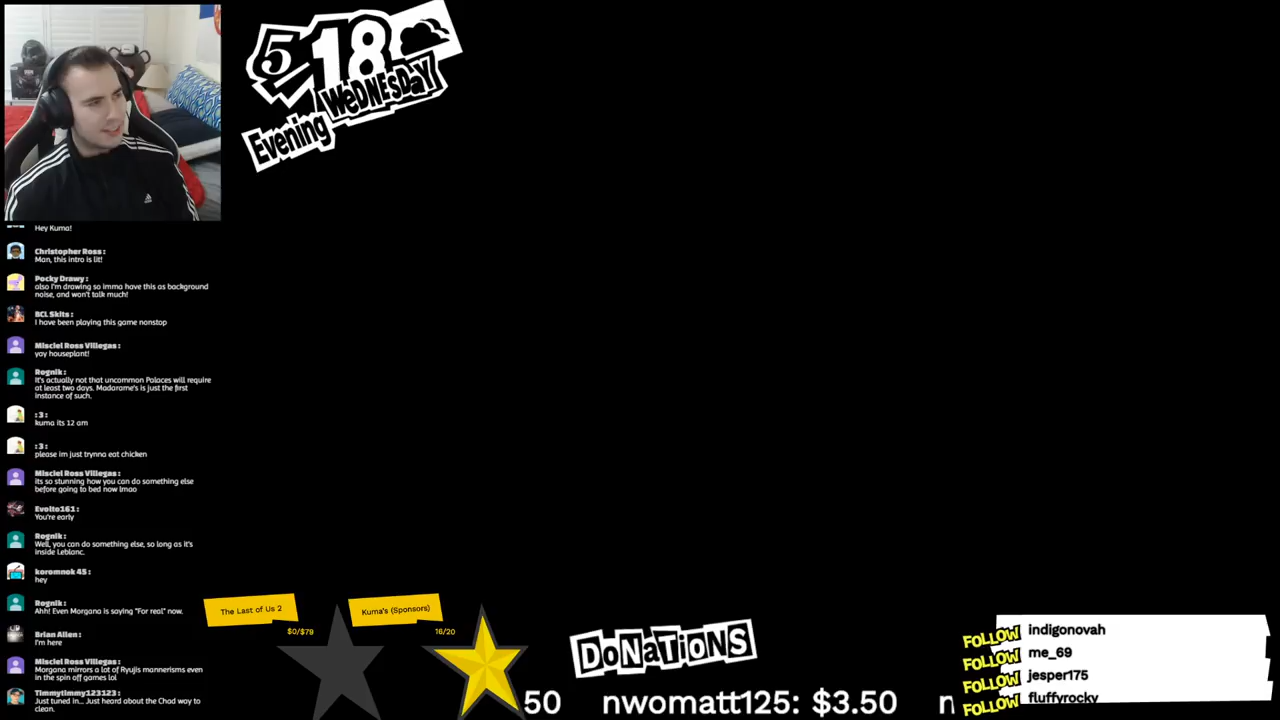 5/18
WeDNESDaY
Evening
Hey Kuma!
Christopher Ross :
Man, this intro is lit!
Pocky Drawy :
also I'm drawing so imma have this as background
noise, and won't talk much!
BCL Skits :
I have been playing this game nonstop
Misciel Ross Villegas :
yay houseplant!
Rognik :
It's actually not that uncommon Palaces will require
at least two days. Madarame's is just the first
instance of such.
:3 :
kuma its 12 am
:3 :
please im just trynna eat chicken
Misciel Ross Villegas :
its so stunning how you can do something else
before going to bed now lmao
Evolto161 :
You're early
Rognik :
Well, you can do something else, so long as it's
inside Leblanc.
koromnok 45 :
hey
Rognik :
Ahh! Even Morgana is saying "For real" now.
Brian Allen :
I'm here
Misciel Ross Villegas :
Morgana mirrors a lot of Ryujis mannerisms even
in the spin off games lol
Timmytimmy123123 :
Just tuned in... Just heard about the Chad way to
clean.
The Last of Us 2
$0/$79
Kuma's (Sponsors)
16/20
DoNaTioNS
50 nwomatt125: $3.50 n
FOLLOW indigonovah
FOLLOW me_69
FOLLOW jesper175
FOLLOW fluffyrocky